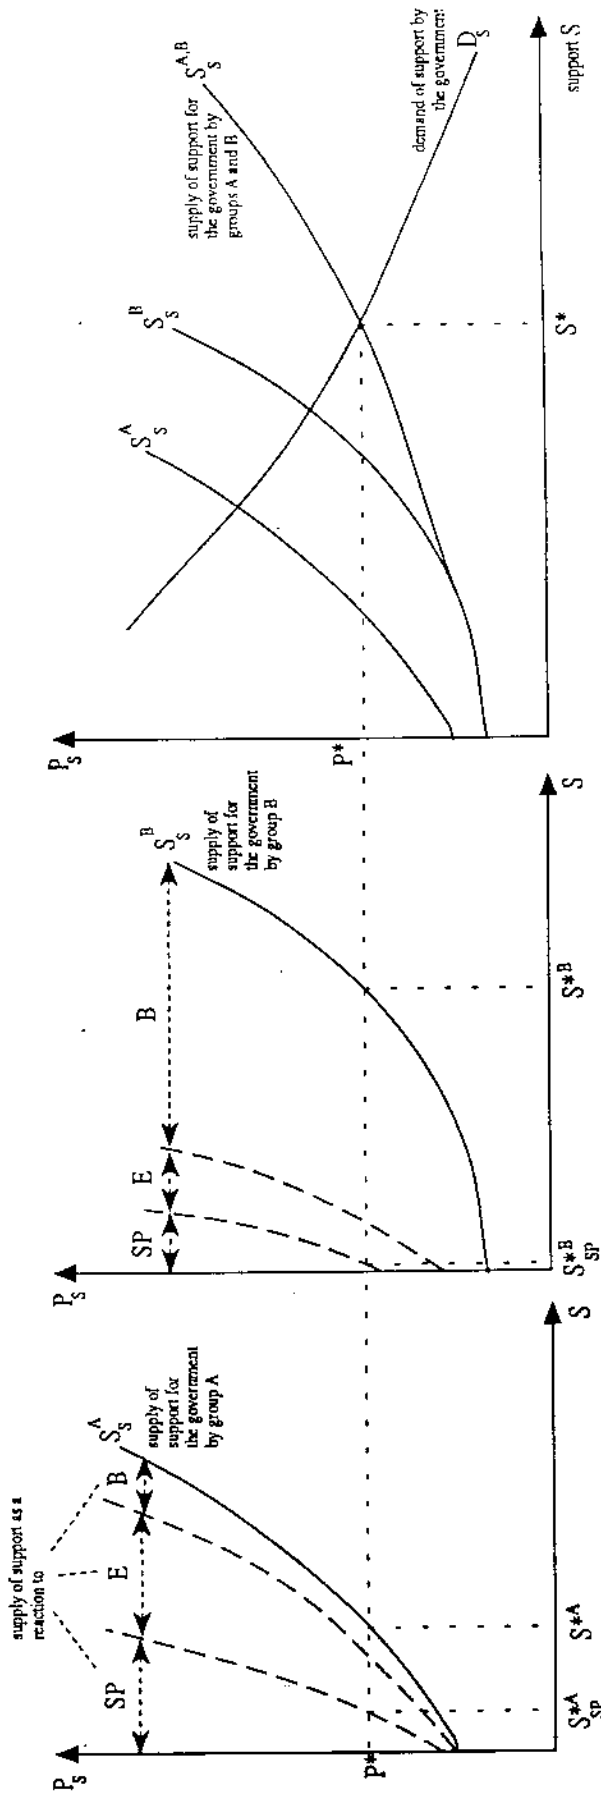 P_S
supply of support as a
reaction to
SP
E
B
S_S^A
supply of
support for
the government
by group A
P*
S*^A_SP
S*^A
S
P_S
SP
E
B
S_S^B
supply of
support for
the government
by group B
S*^B_SP
S*^B
S
P_S
P*
S_S^A
S_S^B
S_S^A,B
supply of support for
the government by
groups A and B
demand of support by
the government
D_S
S*
support S